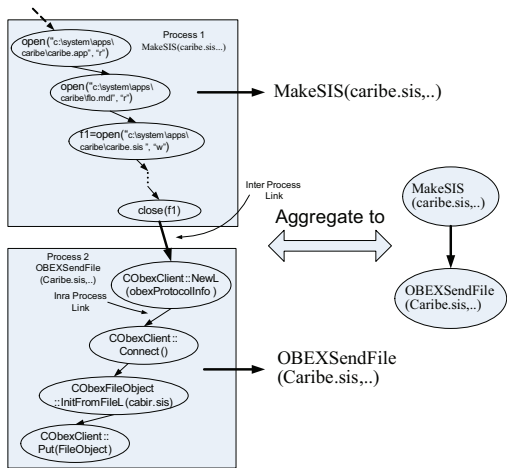 Process 1
MakeSIS(caribe.sis...)
open("c:\system\apps\
caribe\caribe.app", "r")
open("c:\system\apps\
caribe\flo.mdl", "r")
f1=open("c:\system\apps\
caribe\caribe.sis ", "w")
close(f1)
MakeSIS(caribe.sis,..)
Inter Process
Link
Aggregate to
MakeSIS
(caribe.sis,..)
OBEXSendFile
(Caribe.sis,..)
Process 2
OBEXSendFile
(Caribe.sis,..)
Inra Process
Link
CObexClient::NewL
(obexProtocolInfo )
CObexClient::
Connect()
CObexFileObject
::InitFromFileL(cabir.sis)
CObexClient::
Put(FileObject)
OBEXSendFile
(Caribe.sis,..)